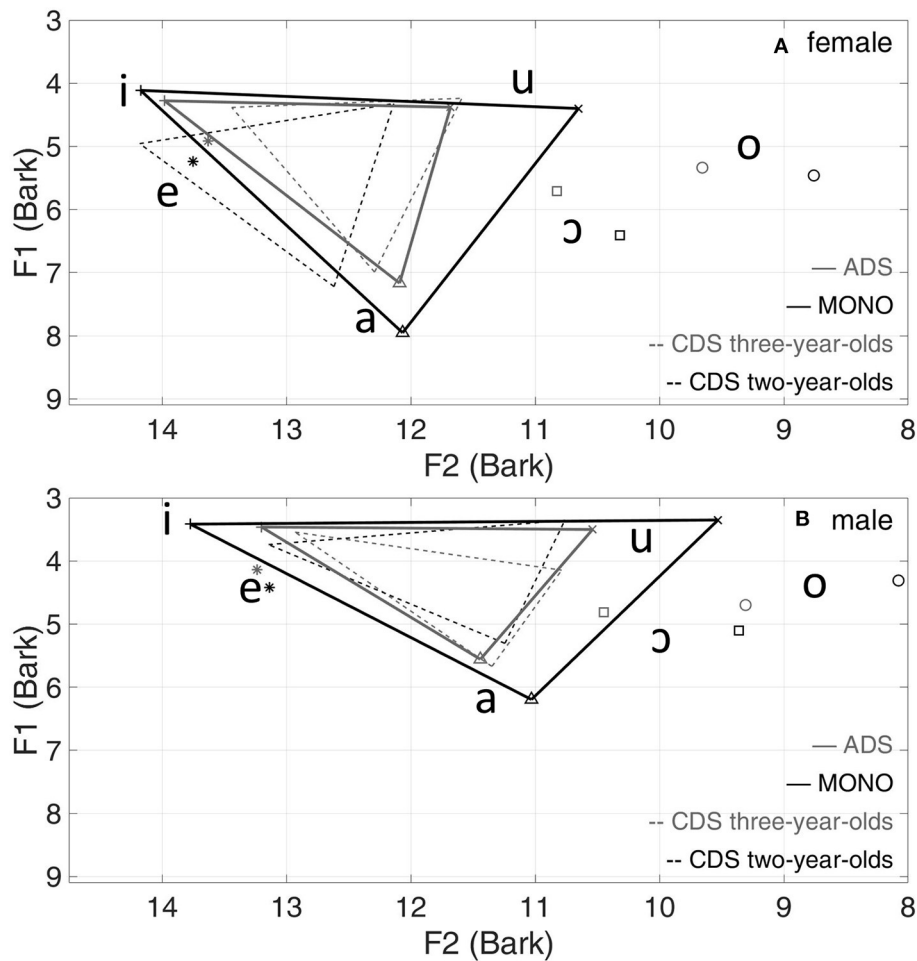 3
4
5
6
7
8
9
F1 (Bark)
14 13 12 11 10 9 8
F2 (Bark)
A female
i
u
e
o
ɔ
a
— ADS
— MONO
-- CDS three-year-olds
-- CDS two-year-olds
3
4
5
6
7
8
9
F1 (Bark)
14 13 12 11 10 9 8
F2 (Bark)
B male
i
u
e
o
ɔ
a
— ADS
— MONO
-- CDS three-year-olds
-- CDS two-year-olds